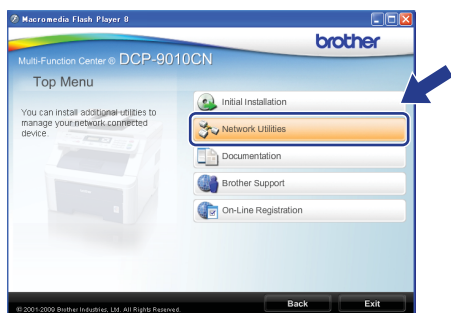 Macromedia Flash Player 8
brother
Multi-Function Center ® DCP-9010CN
Top Menu
You can install additional utilities to
manage your network connected
device.
Initial Installation
Network Utilities
Documentation
Brother Support
On-Line Registration
© 2001-2009 Brother Industries, Ltd. All Rights Reserved.
Back
Exit